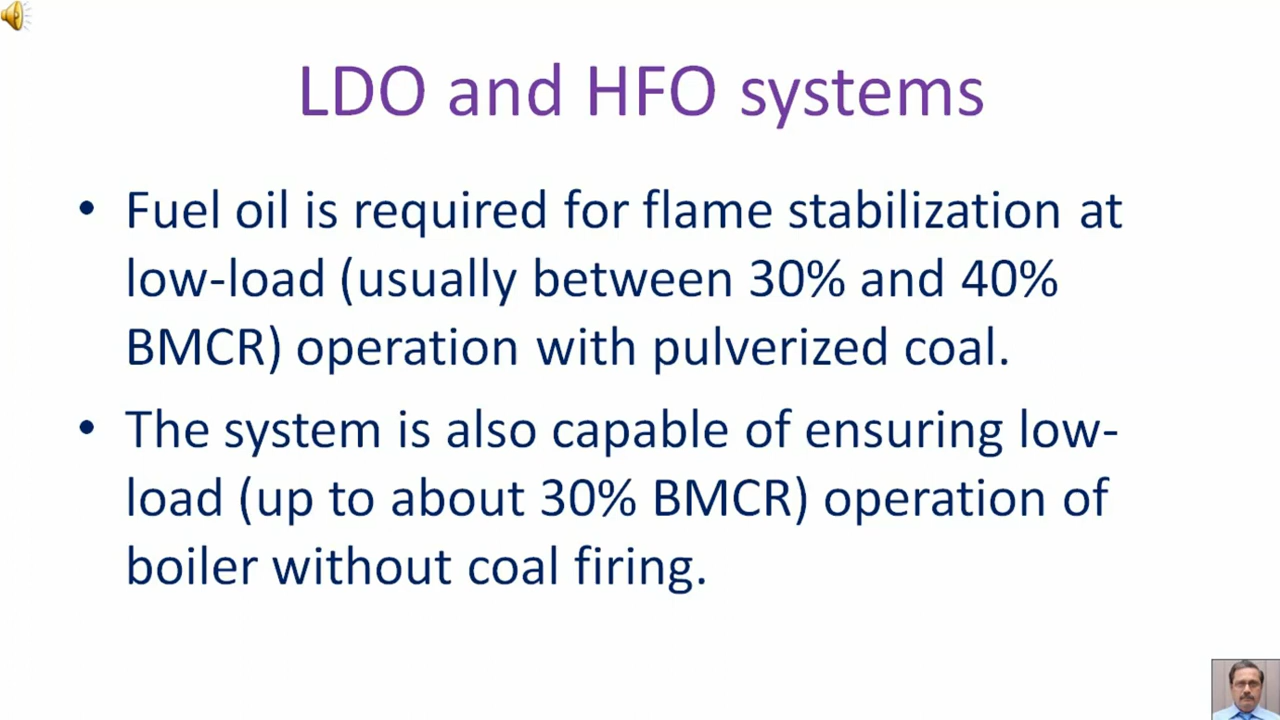 LDO and HFO systems
• Fuel oil is required for flame stabilization at
low-load (usually between 30% and 40%
BMCR) operation with pulverized coal.
• The system is also capable of ensuring low-
load (up to about 30% BMCR) operation of
boiler without coal firing.